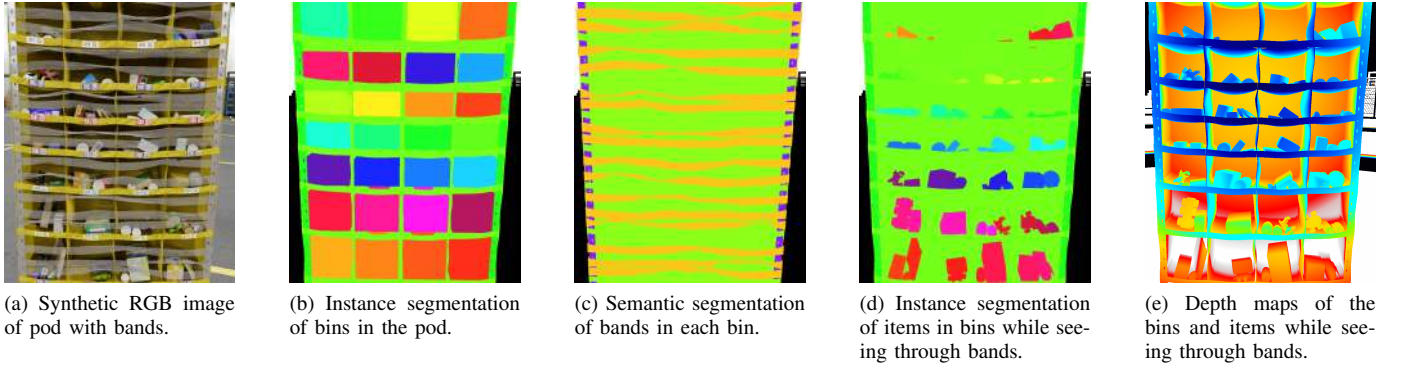 (a) Synthetic RGB image
of pod with bands.
(b) Instance segmentation
of bins in the pod.
(c) Semantic segmentation
of bands in each bin.
(d) Instance segmentation
of items in bins while see-
ing through bands.
(e) Depth maps of the
bins and items while see-
ing through bands.